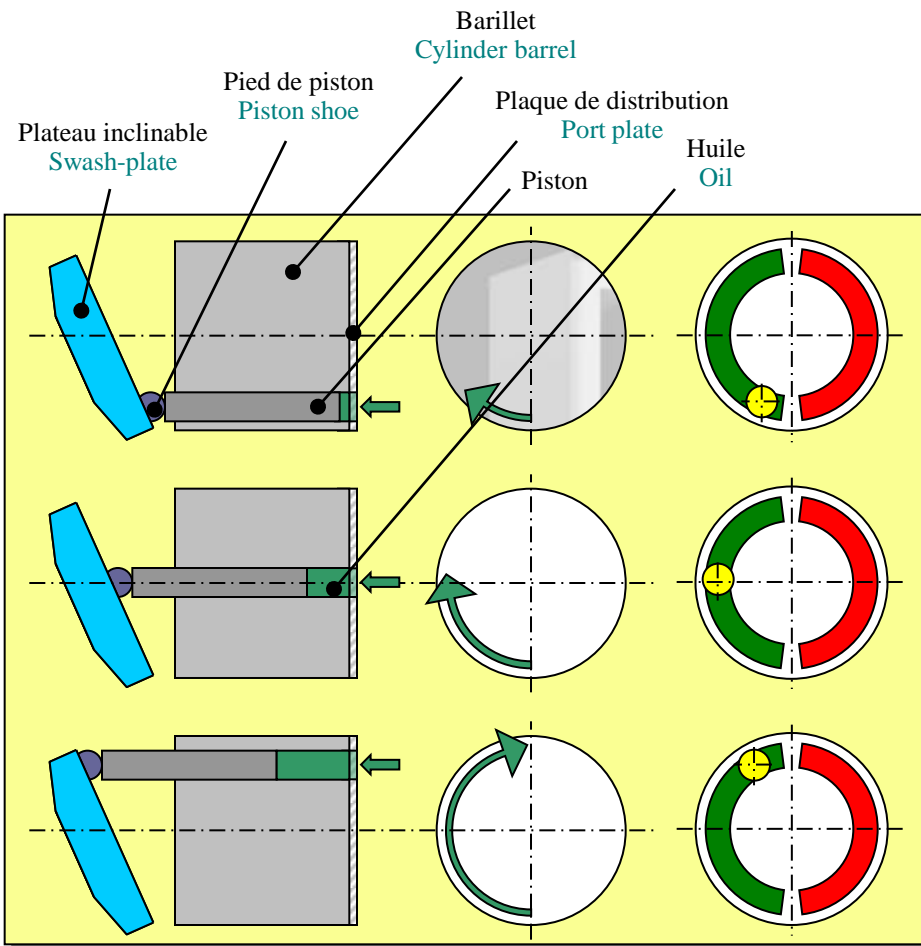 Barillet
Cylinder barrel
Pied de piston
Piston shoe
Plaque de distribution
Port plate
Plateau inclinable
Swash-plate
Huile
Oil
Piston